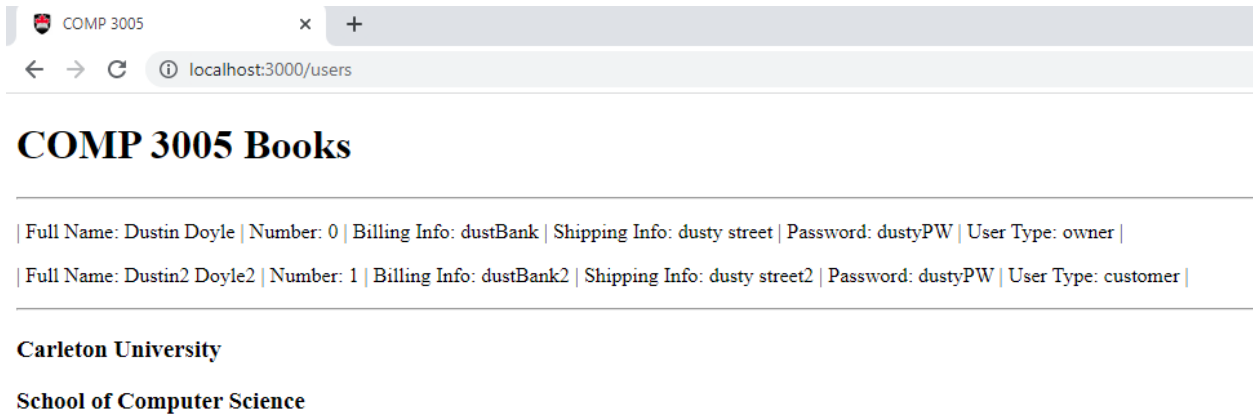 COMP 3005
localhost:3000/users
COMP 3005 Books
| Full Name: Dustin Doyle | Number: 0 | Billing Info: dustBank | Shipping Info: dusty street | Password: dustyPW | User Type: owner |
| Full Name: Dustin2 Doyle2 | Number: 1 | Billing Info: dustBank2 | Shipping Info: dusty street2 | Password: dustyPW | User Type: customer |
Carleton University
School of Computer Science